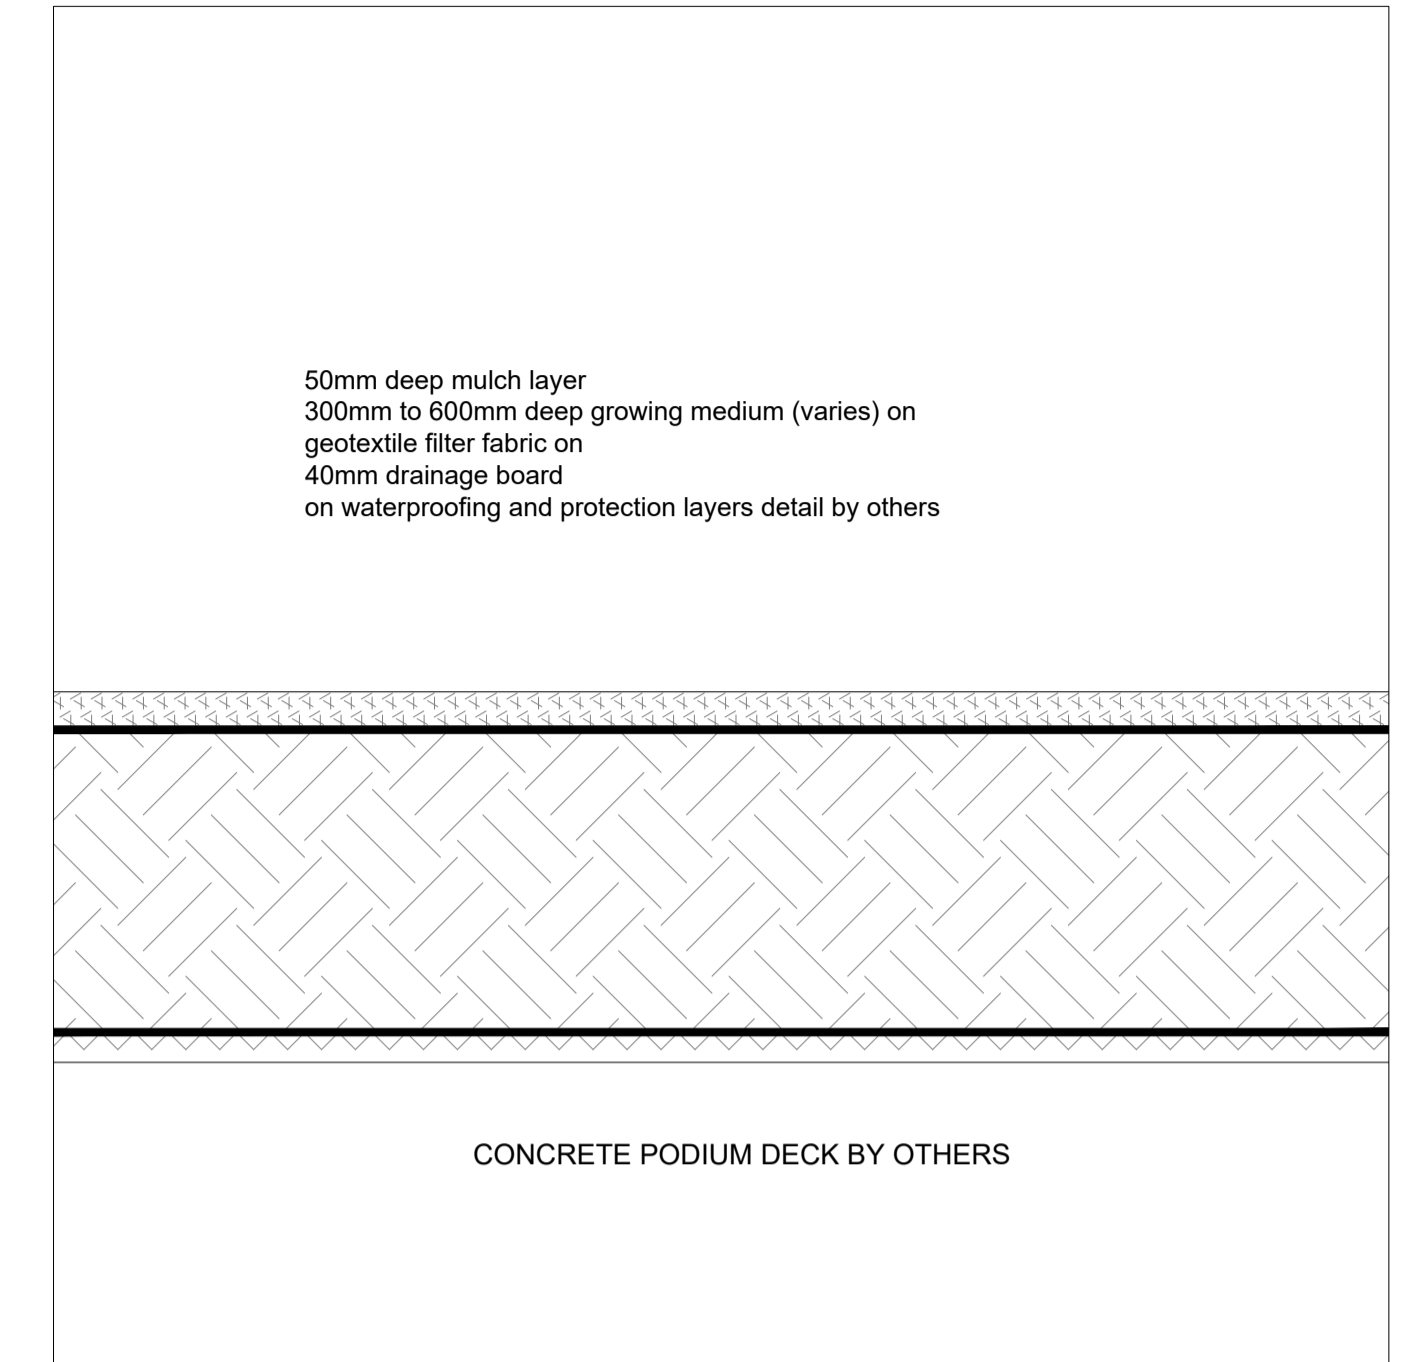 50mm deep mulch layer
300mm to 600mm deep growing medium (varies) on
geotextile filter fabric on
40mm drainage board
on waterproofing and protection layers detail by others
CONCRETE PODIUM DECK BY OTHERS